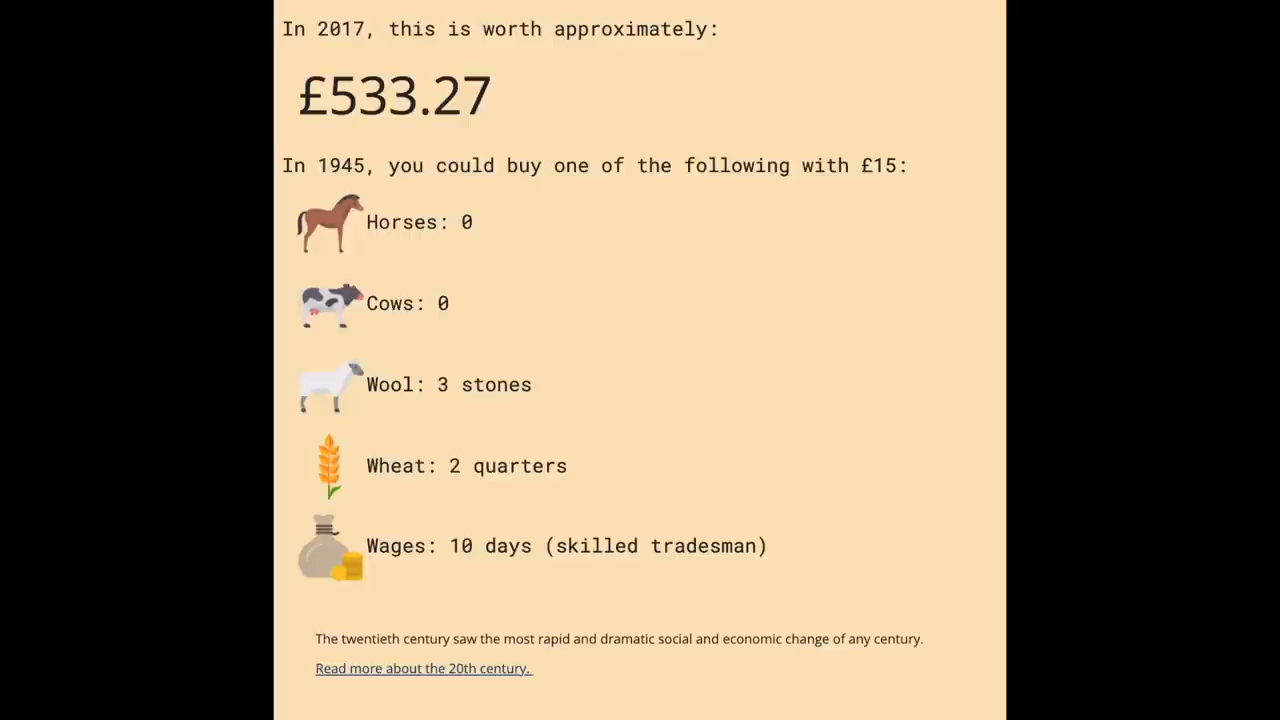 In 2017, this is worth approximately:
£533.27
In 1945, you could buy one of the following with £15:
Horses: 0
Cows: 0
Wool: 3 stones
Wheat: 2 quarters
Wages: 10 days (skilled tradesman)
The twentieth century saw the most rapid and dramatic social and economic change of any century.
Read more about the 20th century.